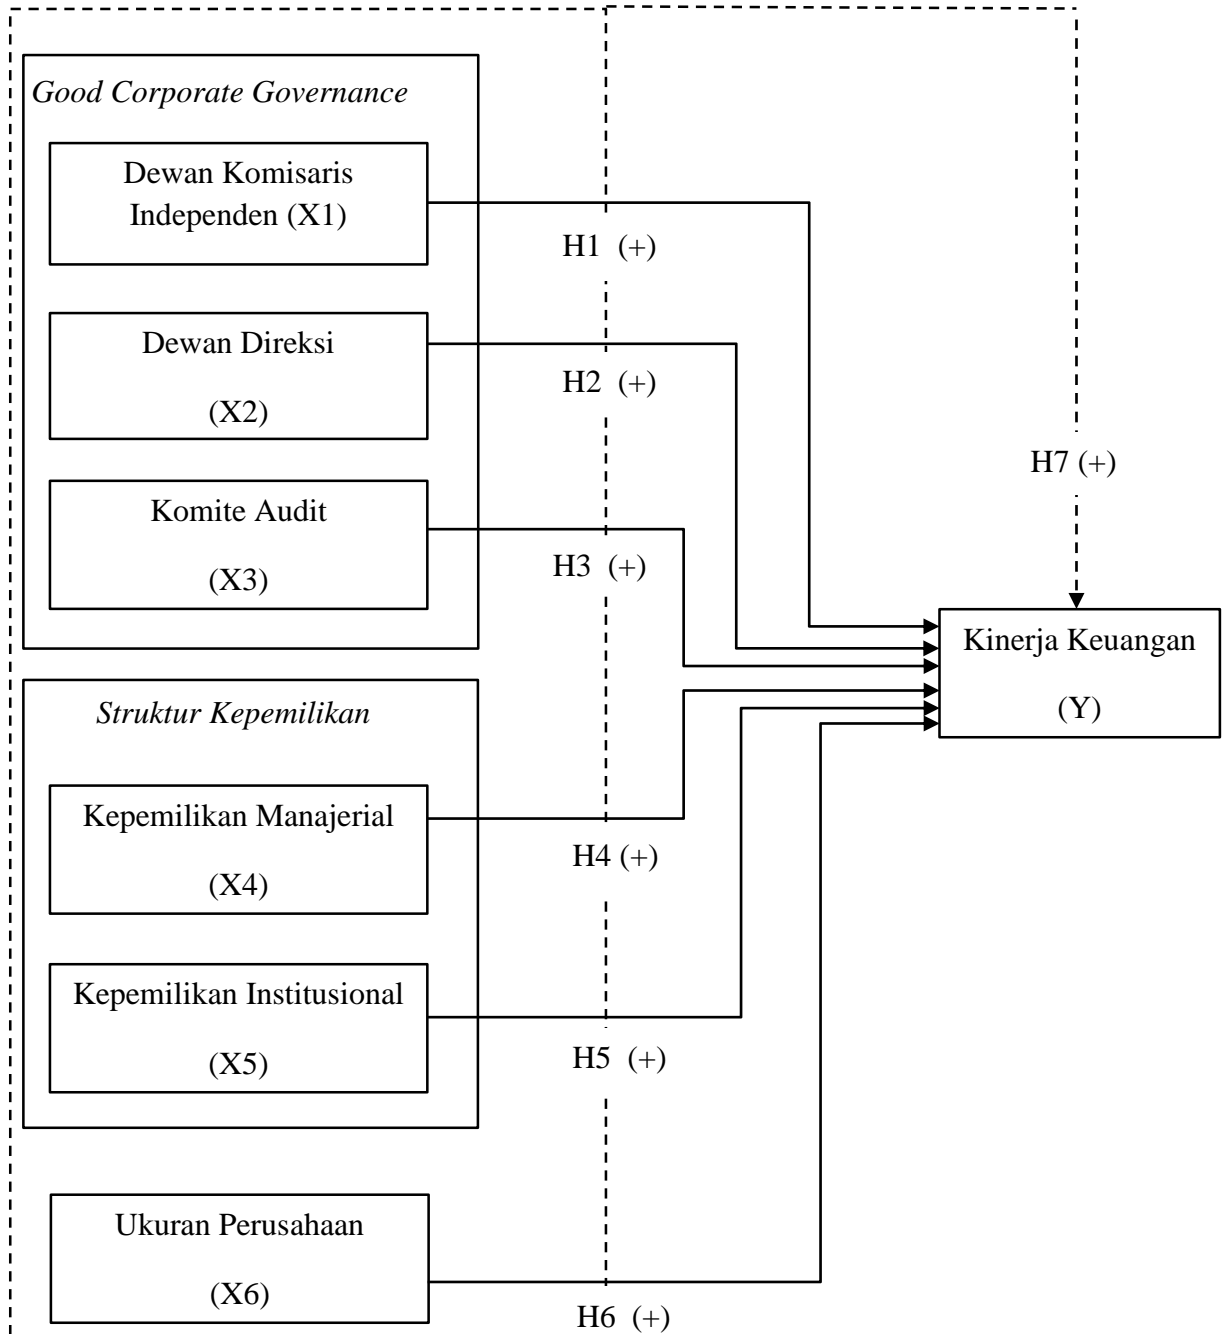 Good Corporate Governance
Dewan Komisaris
Independen (X1)
H1 (+)
Dewan Direksi
(X2)
H2 (+)
Komite Audit
(X3)
H3 (+)
H7 (+)
Kinerja Keuangan
(Y)
Struktur Kepemilikan
Kepemilikan Manajerial
(X4)
H4 (+)
Kepemilikan Institusional
(X5)
H5 (+)
Ukuran Perusahaan
(X6)
H6 (+)